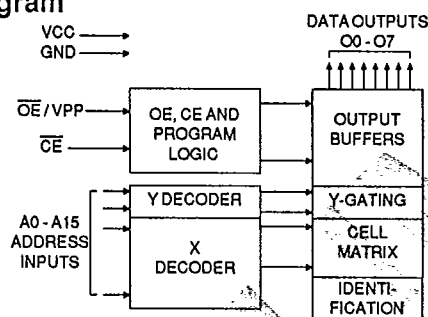 gram
VCC
GND
DATA OUTPUTS
O0 - O7
OE/VPP
CE
OE, CE AND
PROGRAM
LOGIC
OUTPUT
BUFFERS
A0 - A15
ADDRESS
INPUTS
Y DECODER
Y-GATING
X
DECODER
CELL
MATRIX
IDENTI-
FICATION